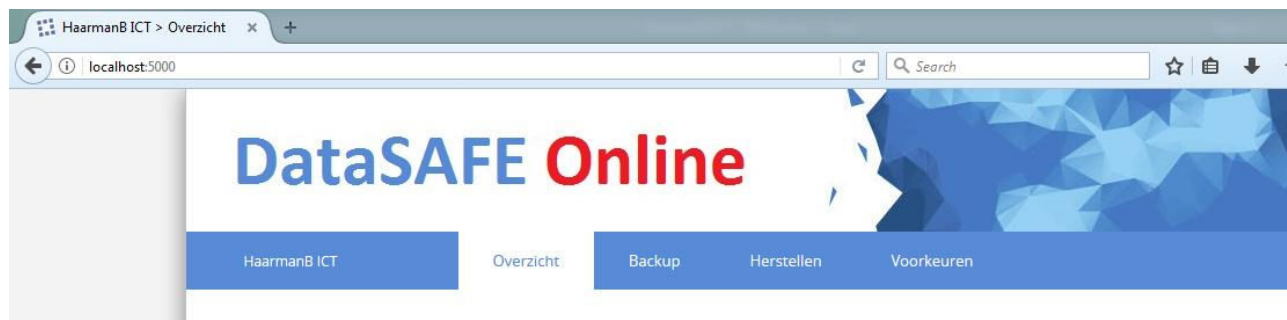 HaarmanB ICT > Overzicht
localhost:5000
Search
DataSAFE Online
HaarmanB ICT Overzicht Backup Herstellen Voorkeuren